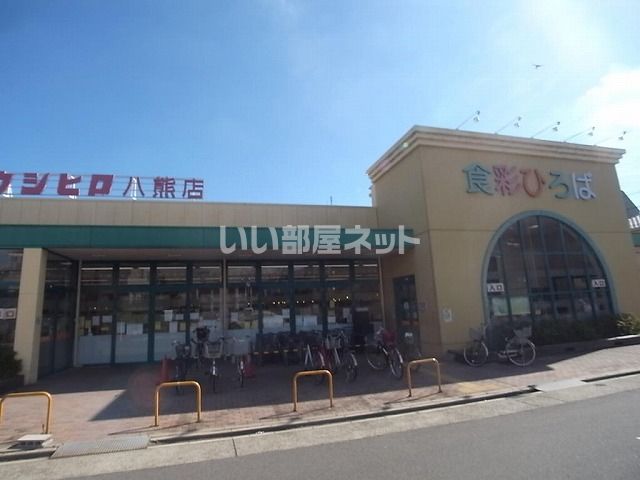 ウシヒロ八熊店
食彩ひろば
いい部屋ネット
入口
入口